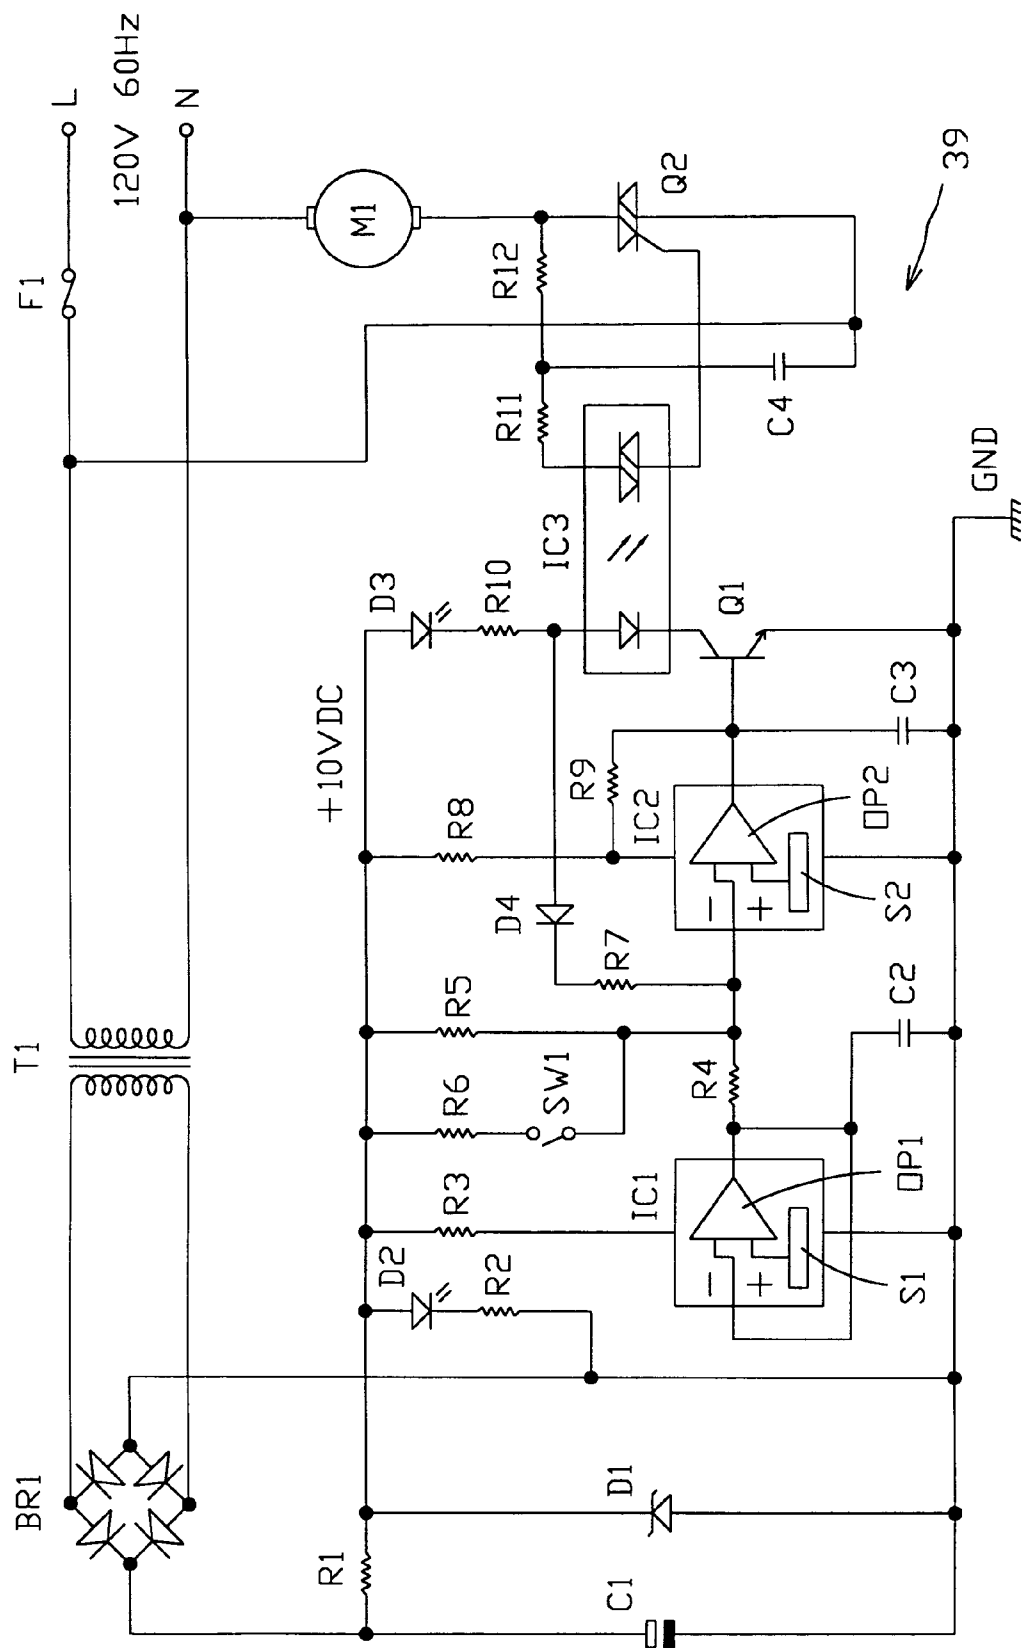 BR1
T1
F1
L
N
120V 60Hz
M1
+10VDC
R1
C1
D1
D2
R2
R3
R6
SW1
R5
D4
R7
R8
R9
D3
R10
IC3
R11
R12
Q2
C4
IC1
-
+
S1
OP1
R4
C2
IC2
-
+
S2
OP2
C3
Q1
GND
39